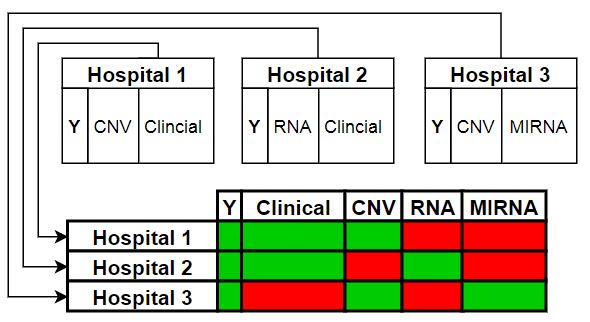 Hospital 1 Hospital 2 Hospital 3
Y CNV Clincial Y RNA Clincial Y CNV MIRNA
Y Clinical CNV RNA MIRNA
Hospital 1
Hospital 2
Hospital 3